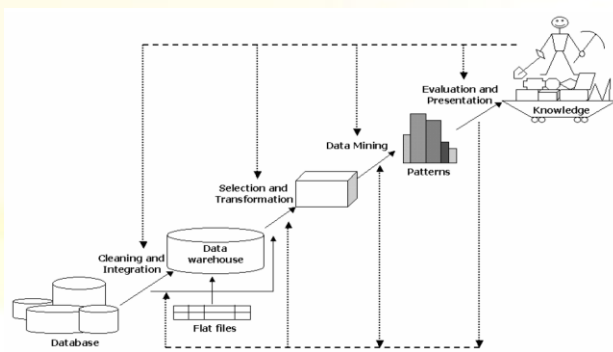 Evaluation and
Presentation
Knowledge
Data Mining
Patterns
Selection and
Transformation
Cleaning and
Integration
Data
warehouse
Flat files
Database